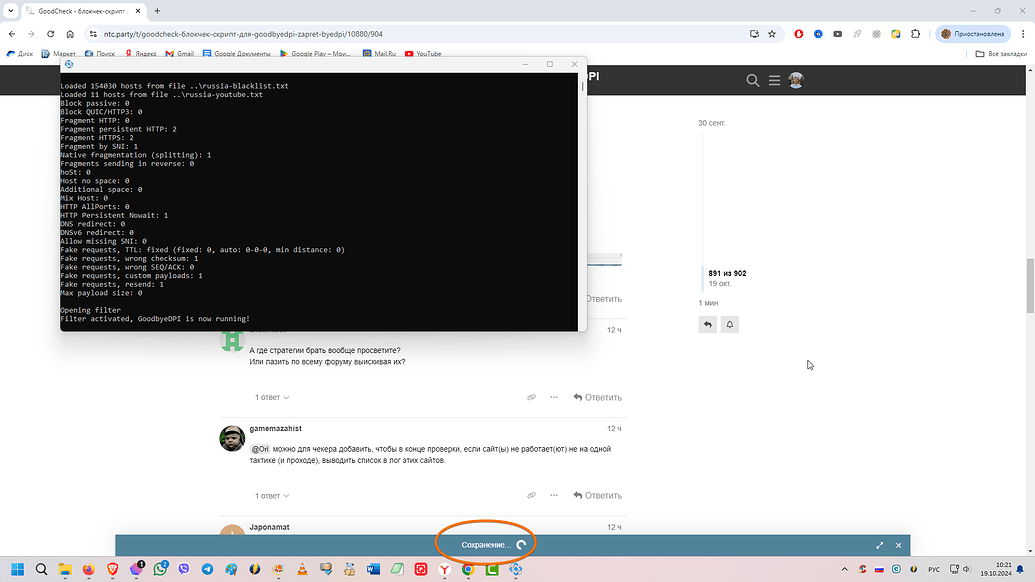 GoodCheck - блокчек-скрипт
ntc.party/t/goodcheck-блокчек-скрипт-для-goodbyedpi-zapret-byedpi/10880/904
Приостановлена
Диск
Маркет
Поиск
Яндекс
Gmail
Google Документы
Google Play – Мои...
Mail.Ru
YouTube
Все закладки
PI
Loaded 154030 hosts from file ..\russia-blacklist.txt
Loaded 11 hosts from file ..\russia-youtube.txt
Block passive: 0
Block QUIC/HTTP3: 0
Fragment HTTP: 0
Fragment persistent HTTP: 2
Fragment HTTPS: 2
Fragment by SNI: 1
Native fragmentation (splitting): 1
Fragments sending in reverse: 0
hoSt: 0
Host no space: 0
Additional space: 0
Mix Host: 0
HTTP AllPorts: 0
HTTP Persistent Nowait: 1
DNS redirect: 0
DNSv6 redirect: 0
Allow missing SNI: 0
Fake requests, TTL: fixed (fixed: 0, auto: 0-0-0, min distance: 0)
Fake requests, wrong checksum: 1
Fake requests, wrong SEQ/ACK: 0
Fake requests, custom payloads: 1
Fake requests, resend: 1
Max payload size: 0
Opening filter
Filter activated, GoodbyeDPI is now running!
30 сент.
891 из 902
19 окт.
1 мин
Ответить
12 ч
А где стратегии брать вообще просветите?
Или лазить по всему форуму выискивая их?
1 ответ
Ответить
gamemazahist
12 ч
@Ori можно для чекера добавить, чтобы в конце проверки, если сайт(ы) не работает(ют) не на одной
тактике (и проходе), выводить список в лог этих сайтов.
1 ответ
Ответить
Japonamat
12 ч
Сохранение...
1
2
РУС
10:21
19.10.2024